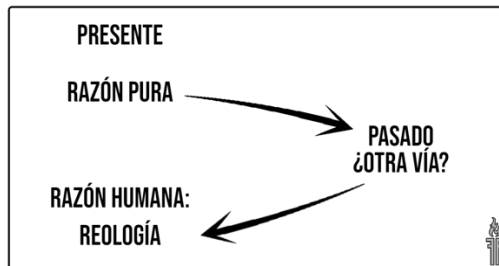 PRESENTE
RAZÓN PURA
PASADO
¿OTRA VÍA?
RAZÓN HUMANA:
REOLOGÍA